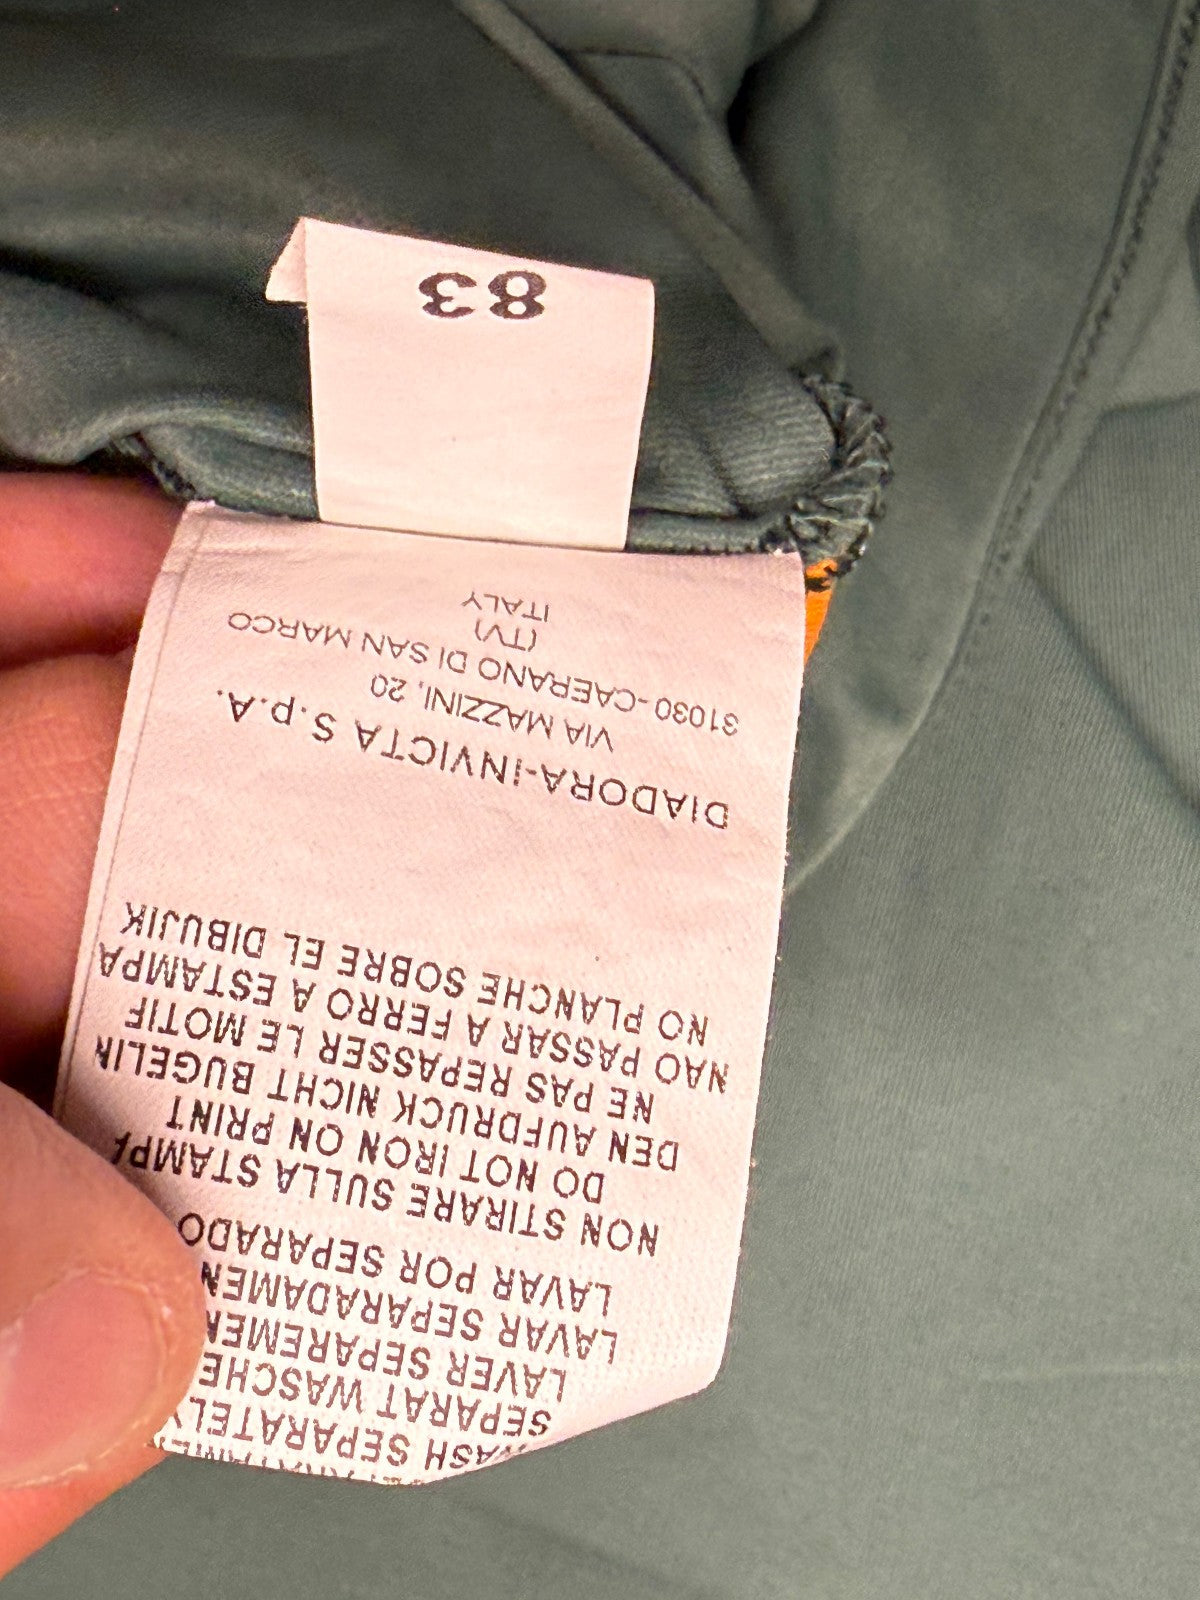 WASH SEPARATELY
SEPARAT WASCHE
LAVER SEPAREMEN
LAVAR SEPARADAMEN
LAVAR POR SEPARADO
NON STIRARE SULLA STAMPA
DO NOT IRON ON PRINT
DEN AUFDRUCK NICHT BUGELIN
NE PAS REPASSER LE MOTIF
NAO PASSAR A FERRO A ESTAMPA
NO PLANCHE SOBRE EL DIBUJIK
DIADORA-INVICTA S.p.A.
VIA MAZZINI, 20
31030-CAERANO DI SAN MARCO
(TV)
ITALY
83